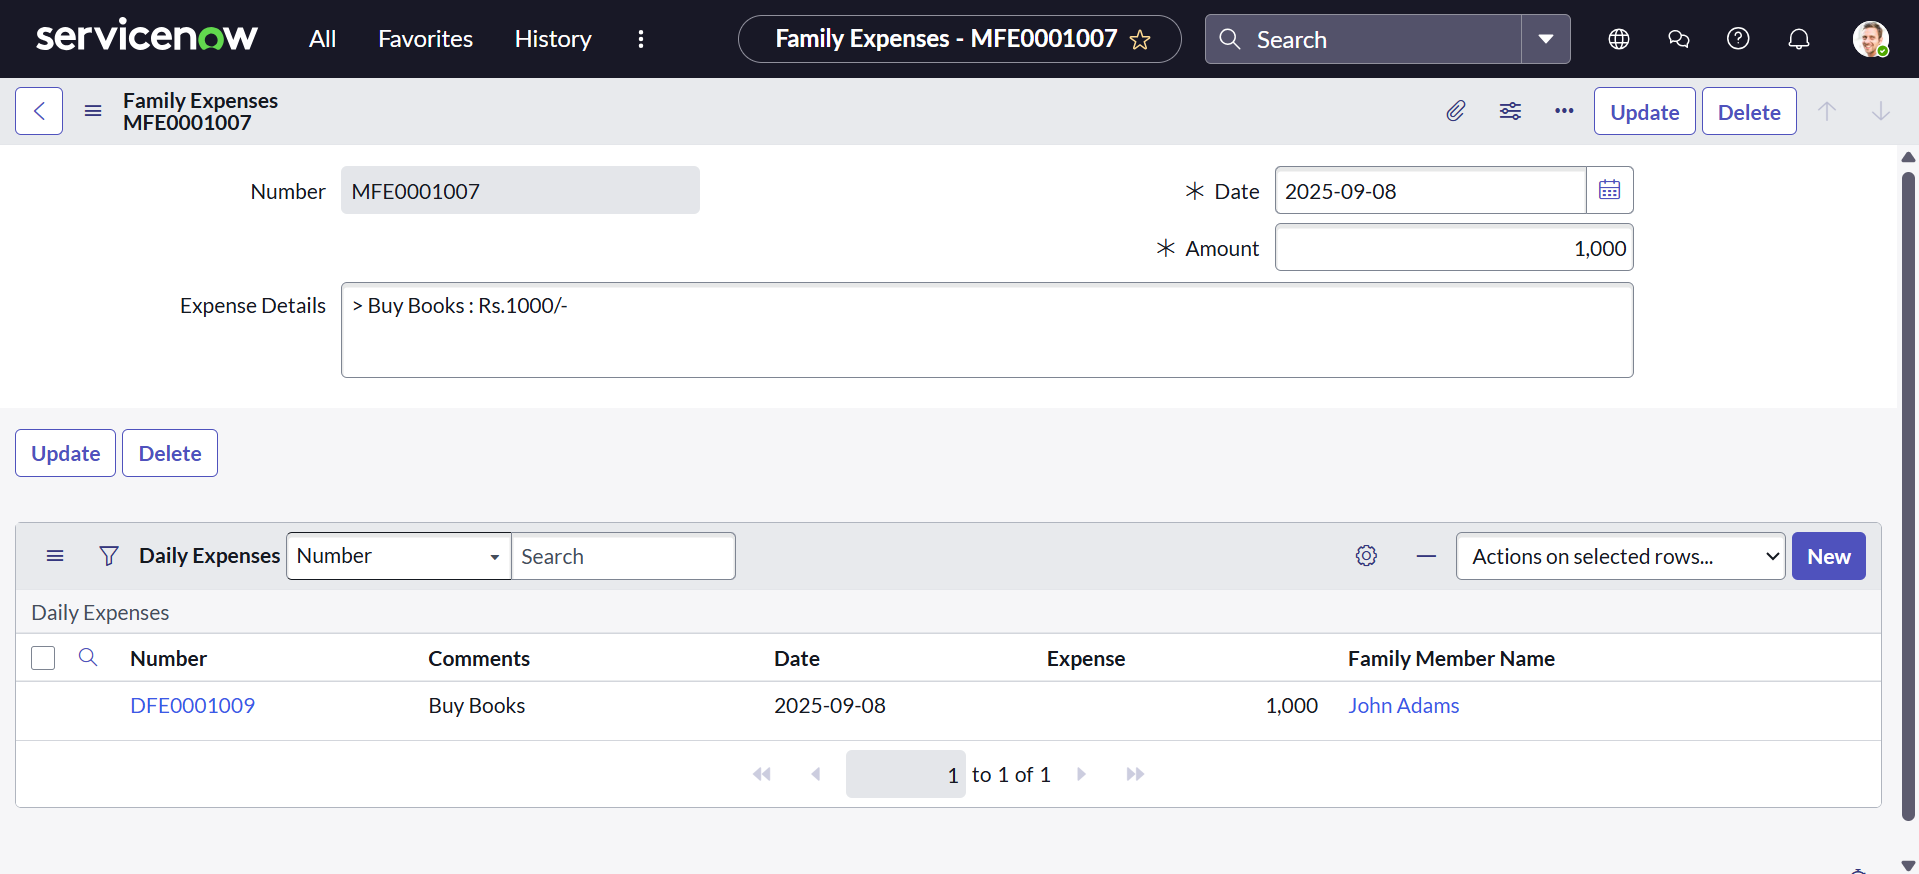 servicenow All Favorites History Family Expenses - MFE0001007 Search
Family Expenses
MFE0001007
Update Delete
Number MFE0001007 Date 2025-09-08
Amount 1,000
Expense Details > Buy Books : Rs.1000/-
Update Delete
Daily Expenses Number Search Actions on selected rows... New
Daily Expenses
Number Comments Date Expense Family Member Name
DFE0001009 Buy Books 2025-09-08 1,000 John Adams
1 to 1 of 1